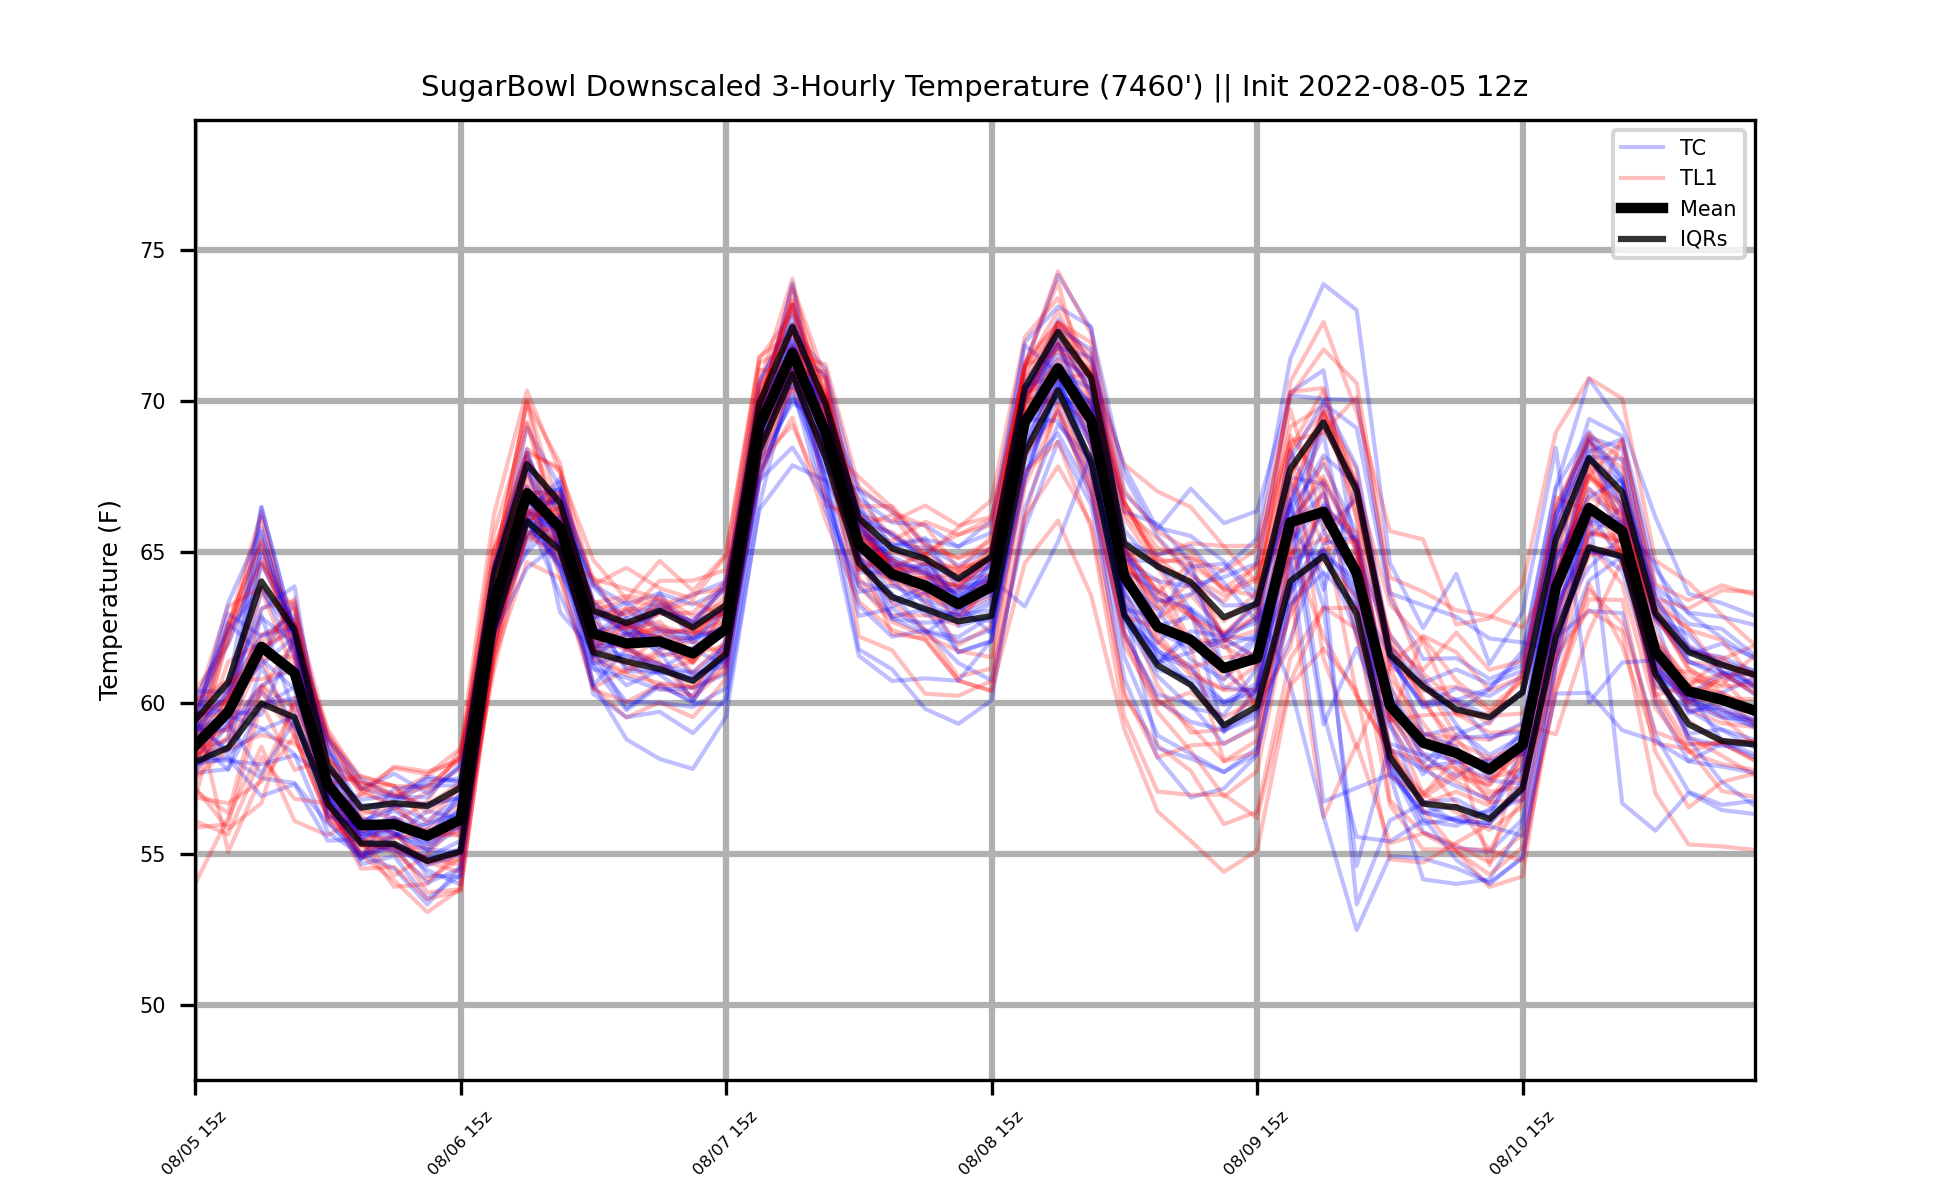 SugarBowl Downscaled 3-Hourly Temperature (7460') || Init 2022-08-05 12z
TC
TL1
Mean
IQRs
Temperature (F)
75
70
65
60
55
50
08/05 15z
08/06 15z
08/07 15z
08/08 15z
08/09 15z
08/10 15z